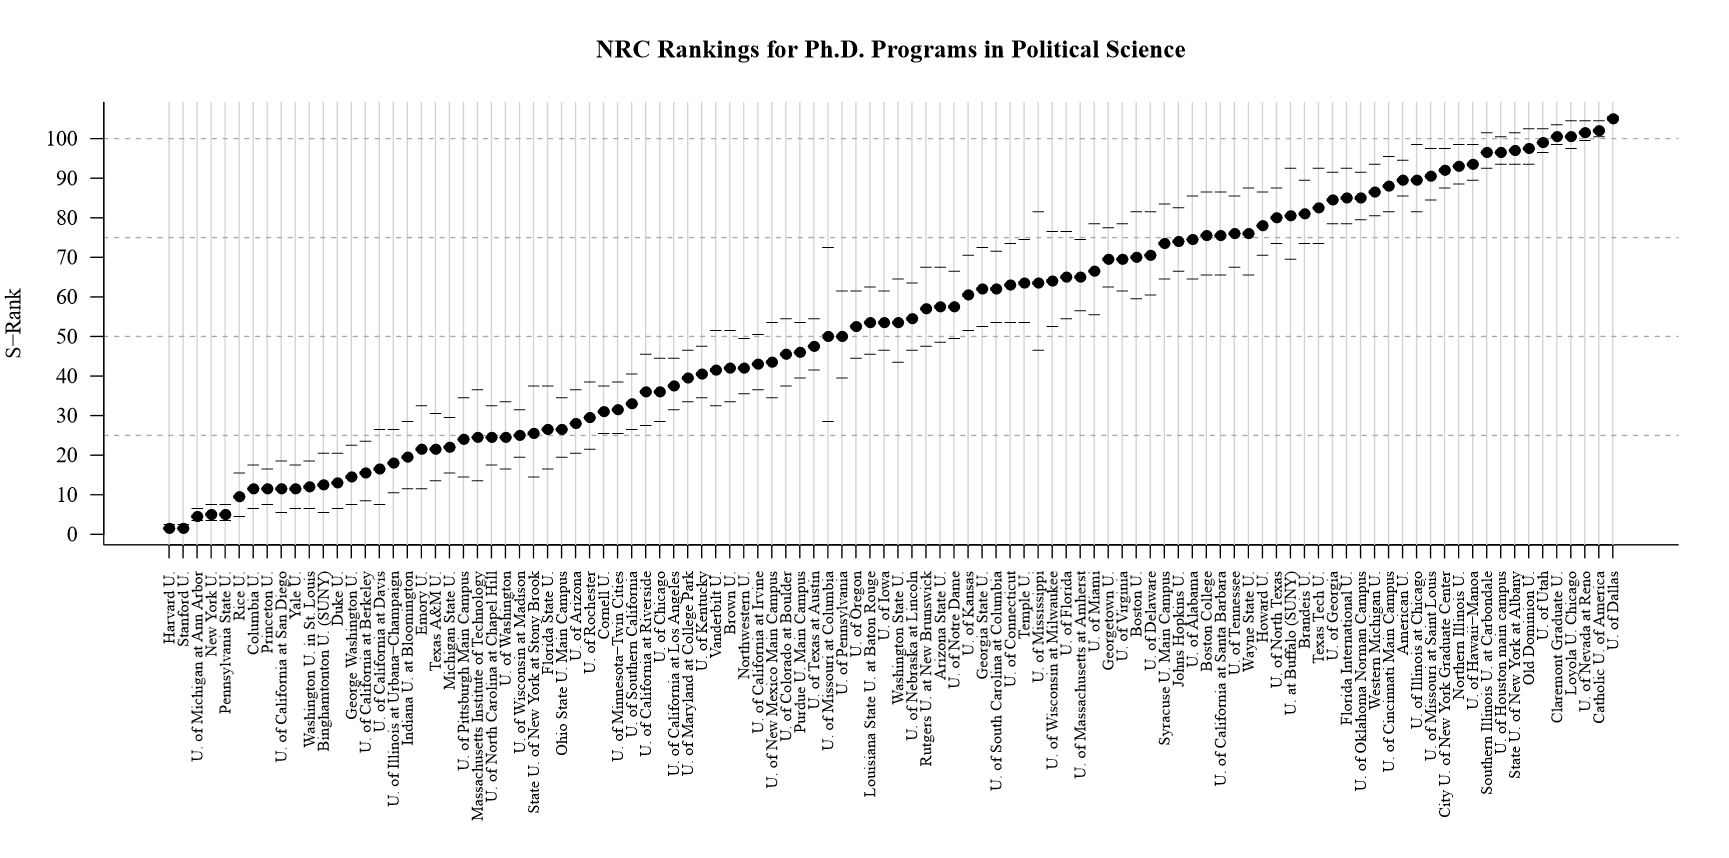 NRC Rankings for Ph.D. Programs in Political Science
S−Rank
100
90
80
70
60
50
40
30
20
10
0
Harvard U.
Stanford U.
U. of Michigan at Ann Arbor
New York U.
Pennsylvania State U.
Rice U.
Columbia U.
Princeton U.
U. of California at San Diego
Yale U.
Washington U. in St. Louis
Binghamtonton U. (SUNY)
Duke U.
George Washington U.
U. of California at Berkeley
U. of California at Davis
U. of Illinois at Urbana−Champaign
Indiana U. at Bloomington
Emory U.
Texas A&M U.
Michigan State U.
U. of Pittsburgh Main Campus
Massachusetts Institute of Technology
U. of North Carolina at Chapel Hill
U. of Washington
U. of Wisconsin at Madison
State U. of New York at Stony Brook
Florida State U.
Ohio State U. Main Campus
U. of Arizona
U. of Rochester
Cornell U.
U. of Minnesota−Twin Cities
U. of Southern California
U. of California at Riverside
U. of Chicago
U. of California at Los Angeles
U. of Maryland at College Park
U. of Kentucky
Vanderbilt U.
Brown U.
Northwestern U.
U. of California at Irvine
U. of New Mexico Main Campus
U. of Colorado at Boulder
Purdue U. Main Campus
U. of Texas at Austin
U. of Missouri at Columbia
U. of Pennsylvania
U. of Oregon
Louisiana State U. at Baton Rouge
U. of Iowa
Washington State U.
U. of Nebraska at Lincoln
Rutgers U. at New Brunswick
Arizona State U.
U. of Notre Dame
U. of Kansas
Georgia State U.
U. of South Carolina at Columbia
U. of Connecticut
Temple U.
U. of Mississippi
U. of Wisconsin at Milwaukee
U. of Florida
U. of Massachusetts at Amherst
U. of Miami
Georgetown U.
U. of Virginia
Boston U.
U. of Delaware
Syracuse U. Main Campus
Johns Hopkins U.
U. of Alabama
Boston College
U. of California at Santa Barbara
U. of Tennessee
Wayne State U.
Howard U.
U. of North Texas
U. at Buffalo (SUNY)
Brandeis U.
Texas Tech U.
U. of Georgia
Florida International U.
U. of Oklahoma Norman Campus
Western Michigan U.
U. of Cincinnati Main Campus
American U.
U. of Illinois at Chicago
U. of Missouri at Saint Louis
City U. of New York Graduate Center
Northern Illinois U.
U. of Hawaii−Manoa
Southern Illinois U. at Carbondale
U. of Houston main campus
State U. of New York at Albany
Old Dominion U.
U. of Utah
Claremont Graduate U.
Loyola U. Chicago
U. of Nevada at Reno
Catholic U. of America
U. of Dallas